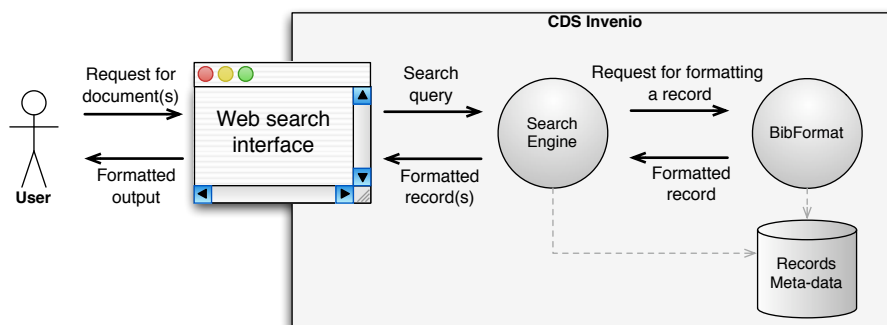 CDS Invenio
Request for
document(s)
Formatted
output
User
Web search
interface
Search
query
Formatted
record(s)
Search
Engine
Request for formatting
a record
Formatted
record
BibFormat
Records
Meta-data